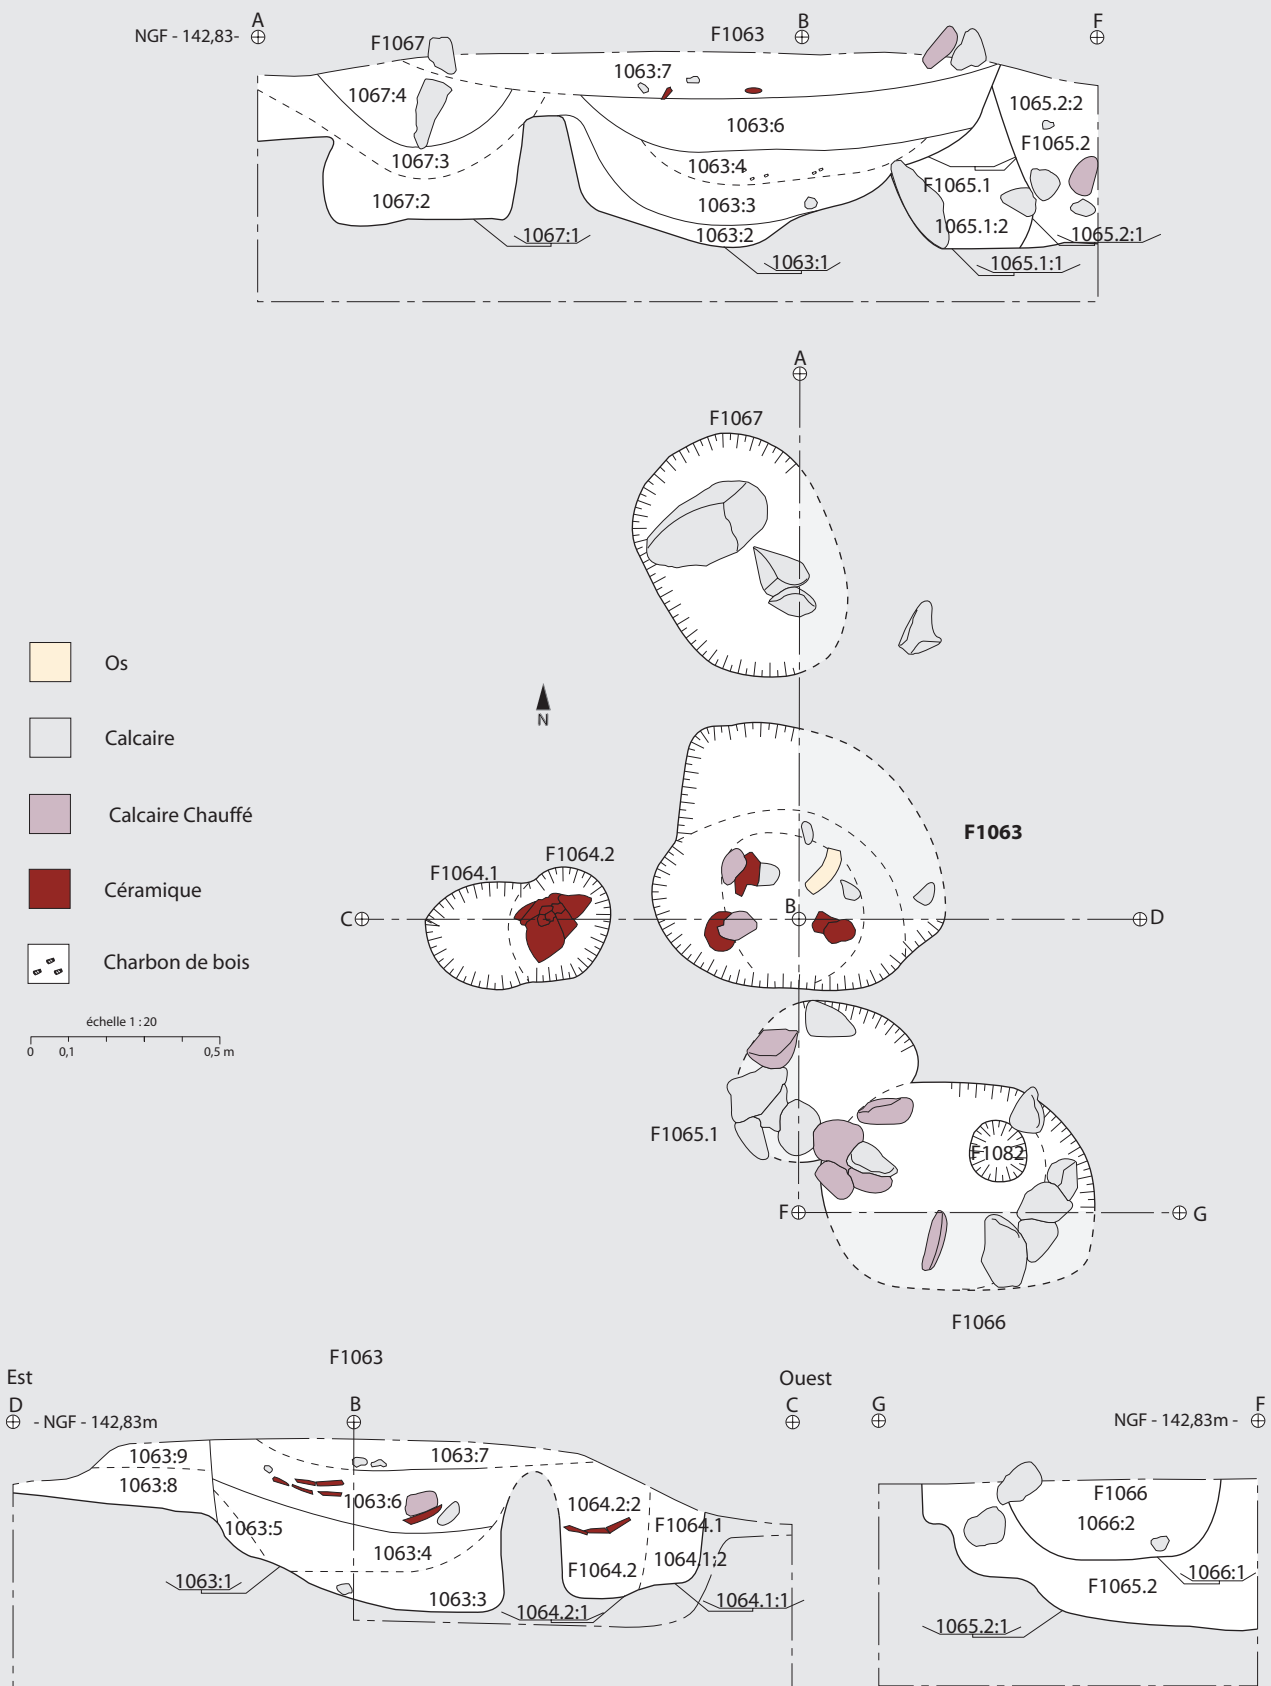 A
B
F
NGF - 142,83-
F1067
F1063
1063:7
1067:4
1065.2:2
1063:6
F1065.2
1067:3
1063:4
F1065.1
1067:2
1063:3
1065.1:2
1067:1
1063:2
1065.2:1
1063:1
1065.1:1
A
F1067
Os
N
Calcaire
Calcaire Chauffé
F1063
F1064.2
F1064.1
Céramique
B
C
D
Charbon de bois
échelle 1 : 20
0
0,1
0,5 m
F1065.1
F1082
F
G
F1066
F1063
Est
Ouest
D
B
C
G
F
- NGF - 142,83m
NGF - 142,83m -
1063:9
1063:7
1063:8
1063:6
1064.2:2
F1066
1063:5
F1064.1
1066:2
1063:4
1064.1:2
F1064.2
1063:1
1066:1
1063:3
F1065.2
1064.2:1
1064.1:1
1065.2:1